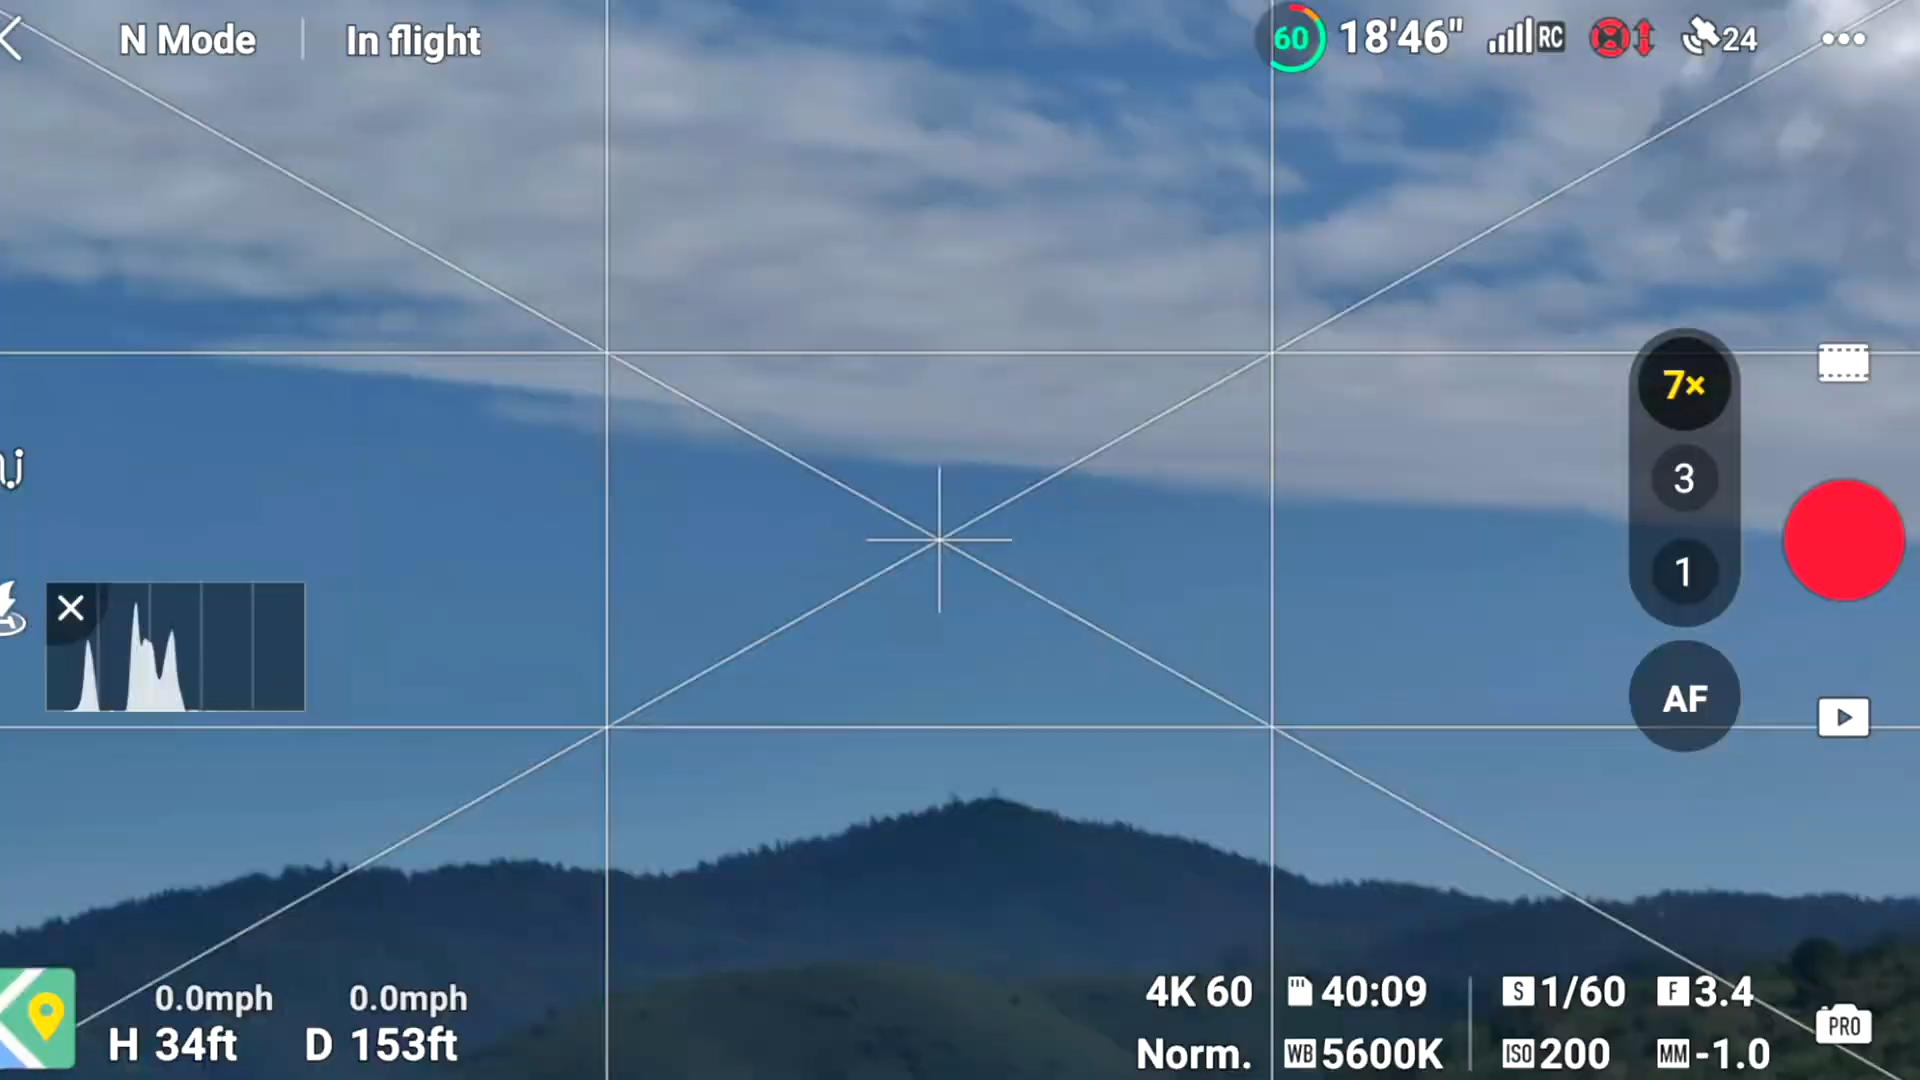 N Mode
In flight
60
18'46"
RC
24
7×
3
1
AF
0.0mph
0.0mph
H 34ft
D 153ft
4K 60
40:09
S 1/60
F 3.4
Norm.
WB 5600K
ISO 200
MM -1.0
PRO